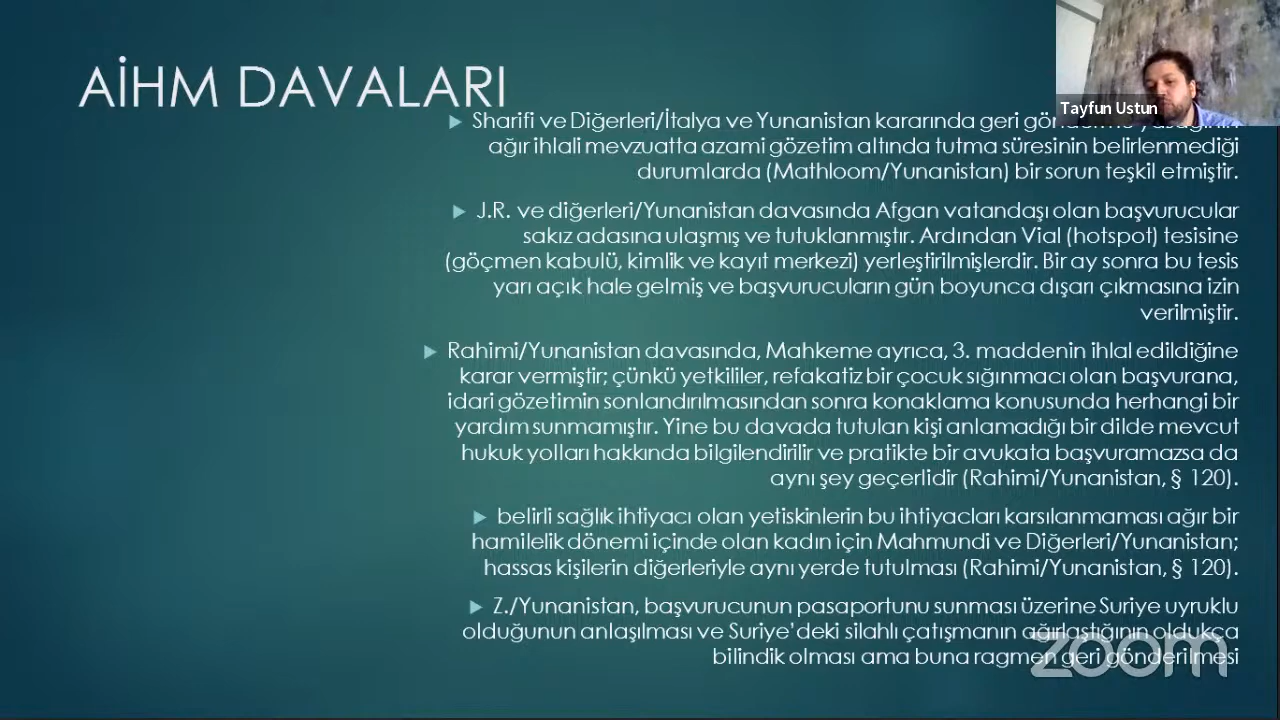 AİHM DAVALARI
Tayfun Ustun
Sharifi ve Diğerleri/İtalya ve Yunanistan kararında geri
ağır ihlali mevzuatta azami gözetim altında tutma süresinin belirlenmediği
durumlarda (Mathloom/Yunanistan) bir sorun teşkil etmiştir.
J.R. ve diğerleri/Yunanistan davasında Afgan vatandaşı olan başvurucular
sakız adasına ulaşmış ve tutuklanmıştır. Ardından Vial (hotspot) tesisine
(göçmen kabulü, kimlik ve kayıt merkezi) yerleştirilmişlerdir. Bir ay sonra bu tesis
yarı açık hale gelmiş ve başvurucuların gün boyunca dışarı çıkmasına izin
verilmiştir.
Rahimi/Yunanistan davasında, Mahkeme ayrıca, 3. maddenin ihlal edildiğine
karar vermiştir; çünkü yetkililer, refakatiz bir çocuk sığınmacı olan başvurana,
idari gözetimin sonlandırılmasından sonra konaklama konusunda herhangi bir
yardım sunmamıştır. Yine bu davada tutulan kişi anlamadığı bir dilde mevcut
hukuk yolları hakkında bilgilendirilir ve pratikte bir avukata başvuramazsa da
aynı şey geçerlidir (Rahimi/Yunanistan, § 120).
belirli sağlık ihtiyacı olan yetiskinlerin bu ihtiyacları karsılanmaması ağır bir
hamilelik dönemi içinde olan kadın için Mahmundi ve Diğerleri/Yunanistan;
hassas kişilerin diğerleriyle aynı yerde tutulması (Rahimi/Yunanistan, § 120).
Z./Yunanistan, başvurucunun pasaportunu sunması üzerine Suriye uyruklu
olduğunun anlaşılması ve Suriye'deki silahlı çatışmanın ağırlaştığının oldukça
bilindik olması ama buna ragmen geri gönderilmesi
zoom